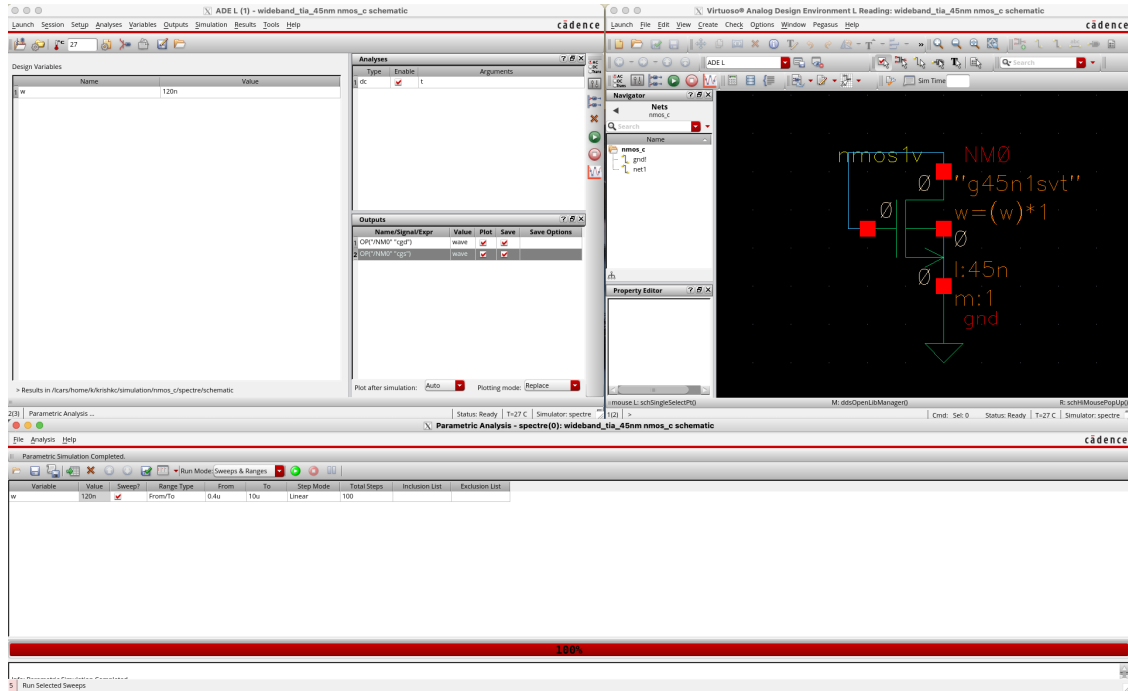 ADE L (1) - wideband_tia_45nm nmos_c schematic
Launch Session Setup Analyses Variables Outputs Simulation Results Tools Help
cādence
27
Design Variables
Name Value
1 w 120n
> Results in /lcars/home/k/krishkc/simulation/nmos_c/spectre/schematic
Analyses
Type Enable Arguments
1 dc t
Outputs
Name/Signal/Expr Value Plot Save Save Options
1 OP("/NM0" "cgd") wave
2 OP("/NM0" "cgs") wave
Plot after simulation: Auto Plotting mode: Replace
2(3) Parametric Analysis ... Status: Ready T=27 C Simulator: spectre
Virtuoso® Analog Design Environment L Reading: wideband_tia_45nm nmos_c schematic
Launch File Edit View Create Check Options Window Pegasus Help
cādence
ADE L
Search
Sim Time
Navigator
Nets
nmos_c
Search
Name
nmos_c
gnd!
net1
Property Editor
nmos1v
NM0
"g45n1svt"
w=(w)*1
l:45n
m:1
gnd
0
0
0
0
mouse L: schSingleSelectPt() M: ddsOpenLibManager() R: schHiMousePopUp()
1(2) > Cmd: Sel: 0 Status: Ready T=27 C Simulator: spectre
Parametric Analysis - spectre(0): wideband_tia_45nm nmos_c schematic
File Analysis Help
cādence
Parametric Simulation Completed.
Run Mode: Sweeps & Ranges
Variable Value Sweep? Range Type From To Step Mode Total Steps Inclusion List Exclusion List
w 120n From/To 0.4u 10u Linear 100
100%
5 Run Selected Sweeps